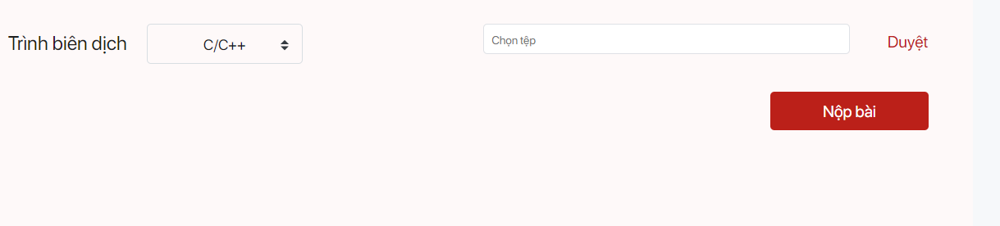 Trình biên dịch C/C++ Chọn tệp Duyệt
Nộp bài